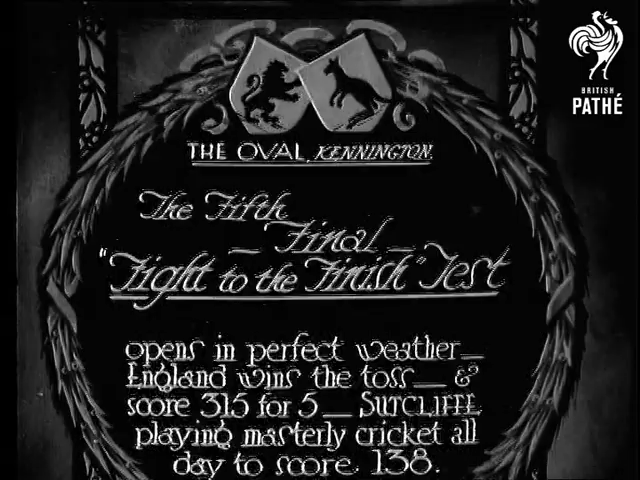 BRITISH
PATHÉ
THE OVAL, KENNINGTON.
The Fifth
— Final —
"Fight to the Finish" Test
opens in perfect weather —
England wins the toss — &
score 315 for 5 — SUTCLIFFE
playing masterly cricket all
day to score 138.